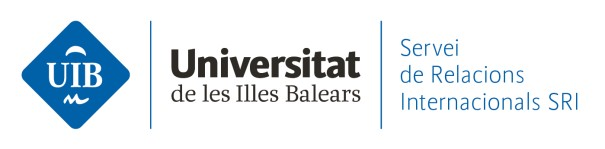 UIB
Universitat
de les Illes Balears
Servei
de Relacions
Internacionals SRI